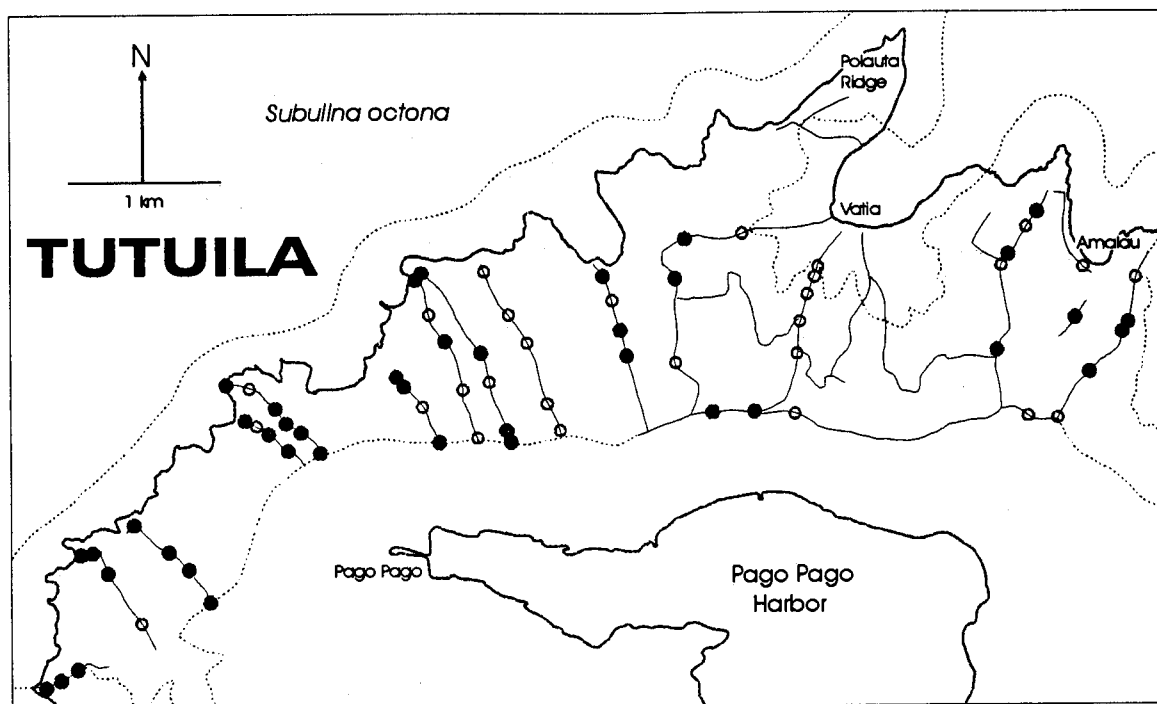 N
Subulina octona
1 km
TUTUILA
Polauta
Ridge
Vatia
Amalau
Pago Pago
Pago Pago
Harbor